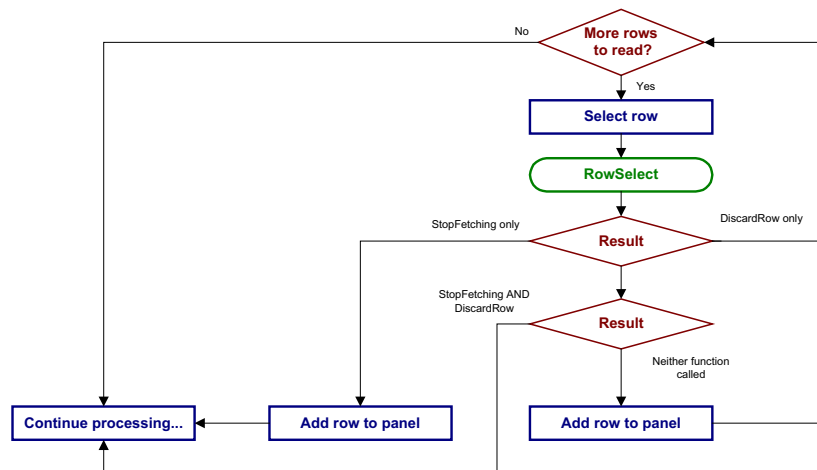 No
More rows
to read?
Yes
Select row
RowSelect
StopFetching only
DiscardRow only
Result
StopFetching AND
DiscardRow
Result
Neither function
called
Continue processing...
Add row to panel
Add row to panel